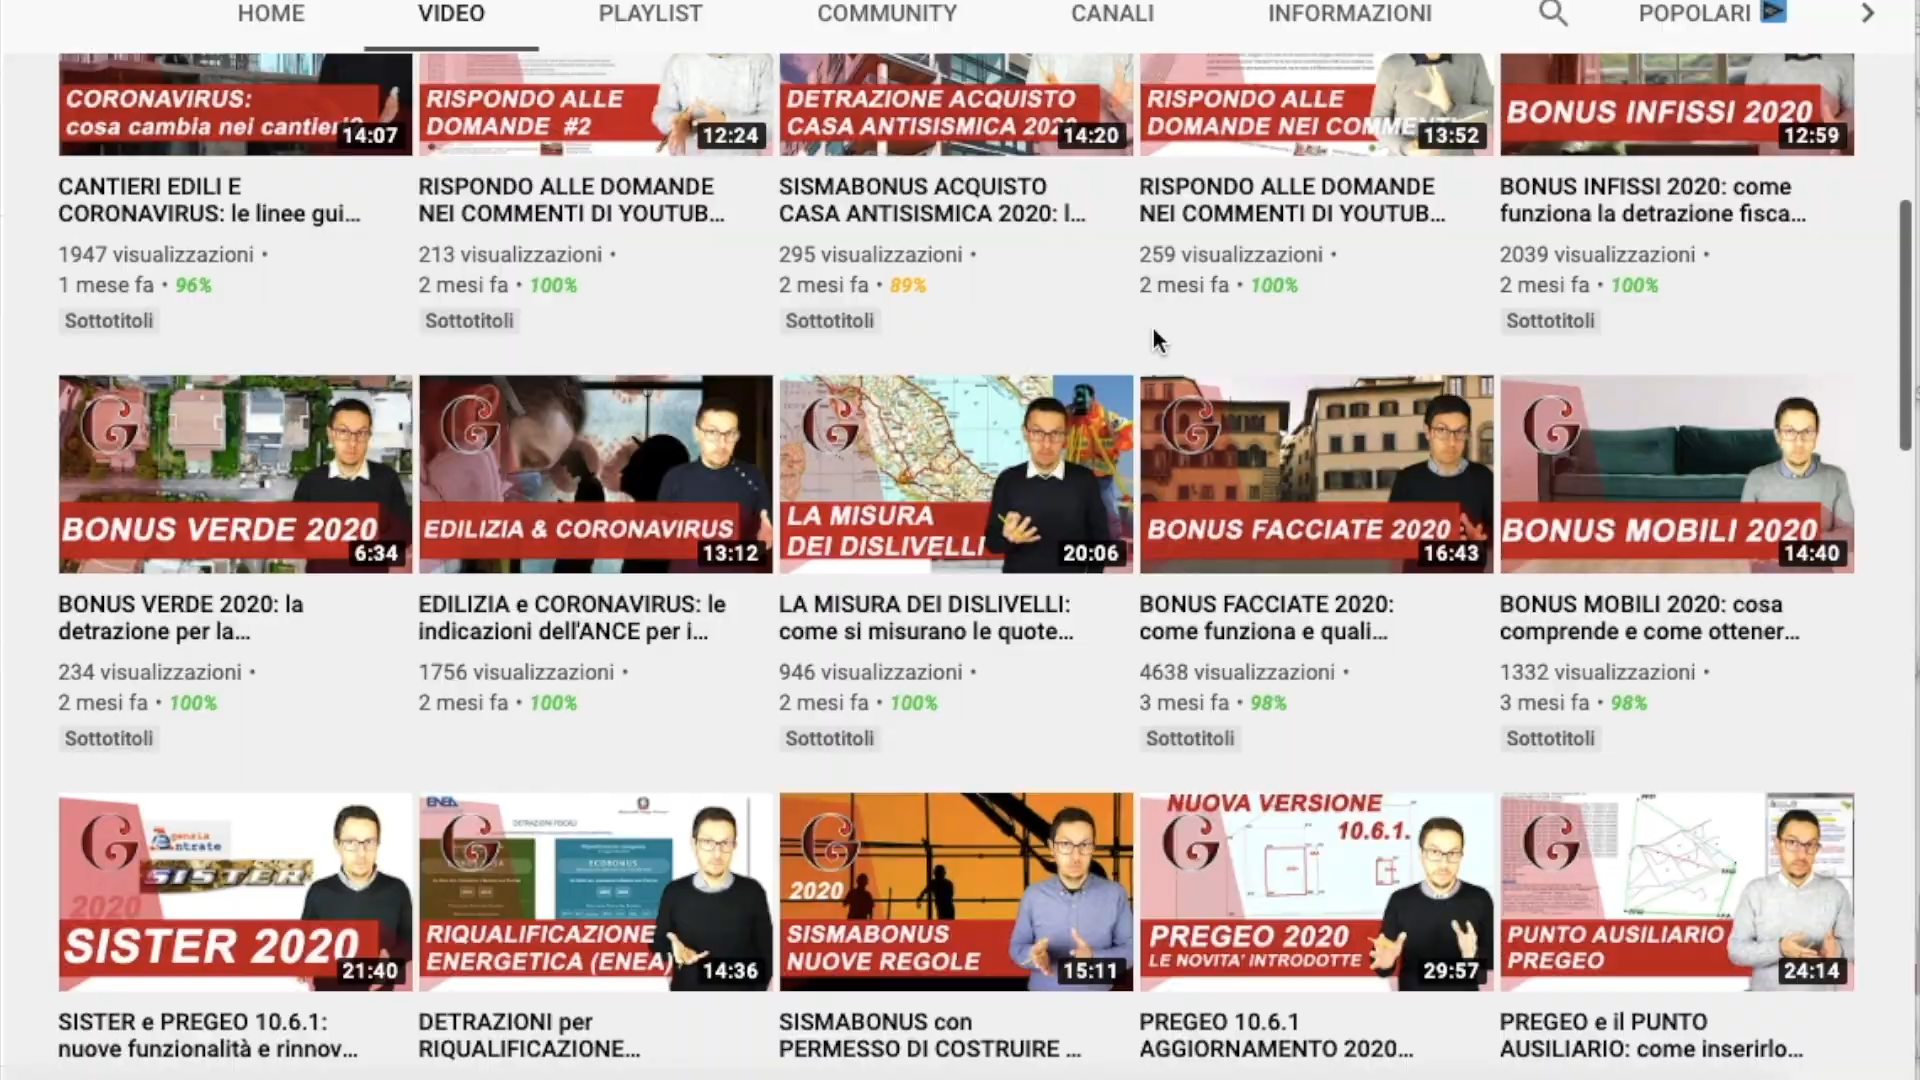 HOME VIDEO PLAYLIST COMMUNITY CANALI INFORMAZIONI POPOLARI
CORONAVIRUS:
cosa cambia nei cantieri
14:07
RISPONDO ALLE
DOMANDE #2
12:24
DETRAZIONE ACQUISTO
CASA ANTISISMICA 202
14:20
RISPONDO ALLE
DOMANDE NEI COMMENTI
13:52
BONUS INFISSI 2020
12:59
CANTIERI EDILI E
CORONAVIRUS: le linee gui...
1947 visualizzazioni •
1 mese fa • 96%
Sottotitoli
RISPONDO ALLE DOMANDE
NEI COMMENTI DI YOUTUB...
213 visualizzazioni •
2 mesi fa • 100%
Sottotitoli
SISMABONUS ACQUISTO
CASA ANTISISMICA 2020: l...
295 visualizzazioni •
2 mesi fa • 89%
Sottotitoli
RISPONDO ALLE DOMANDE
NEI COMMENTI DI YOUTUB...
259 visualizzazioni •
2 mesi fa • 100%
BONUS INFISSI 2020: come
funziona la detrazione fisca...
2039 visualizzazioni •
2 mesi fa • 100%
Sottotitoli
G
BONUS VERDE 2020
6:34
G
EDILIZIA & CORONAVIRUS
13:12
G
LA MISURA
DEI DISLIVELLI
20:06
G
BONUS FACCIATE 2020
16:43
G
BONUS MOBILI 2020
14:40
BONUS VERDE 2020: la
detrazione per la...
234 visualizzazioni •
2 mesi fa • 100%
Sottotitoli
EDILIZIA e CORONAVIRUS: le
indicazioni dell'ANCE per i...
1756 visualizzazioni •
2 mesi fa • 100%
LA MISURA DEI DISLIVELLI:
come si misurano le quote...
946 visualizzazioni •
2 mesi fa • 100%
Sottotitoli
BONUS FACCIATE 2020:
come funziona e quali...
4638 visualizzazioni •
3 mesi fa • 98%
Sottotitoli
BONUS MOBILI 2020: cosa
comprende e come ottener...
1332 visualizzazioni •
3 mesi fa • 98%
Sottotitoli
G
genzia
ntrate
SISTER
2020
SISTER 2020
21:40
ENEA
DETRAZIONI FISCALI
G
ECOBONUS
RIQUALIFICAZIONE
ENERGETICA (ENEA)
14:36
G
2020
SISMABONUS
NUOVE REGOLE
15:11
NUOVA VERSIONE
10.6.1.
G
PREGEO 2020
LE NOVITA' INTRODOTTE
29:57
G
PUNTO AUSILIARIO
PREGEO
24:14
SISTER e PREGEO 10.6.1:
nuove funzionalità e rinnov...
DETRAZIONI per
RIQUALIFICAZIONE...
SISMABONUS con
PERMESSO DI COSTRUIRE ...
PREGEO 10.6.1
AGGIORNAMENTO 2020...
PREGEO e il PUNTO
AUSILIARIO: come inserirlo...